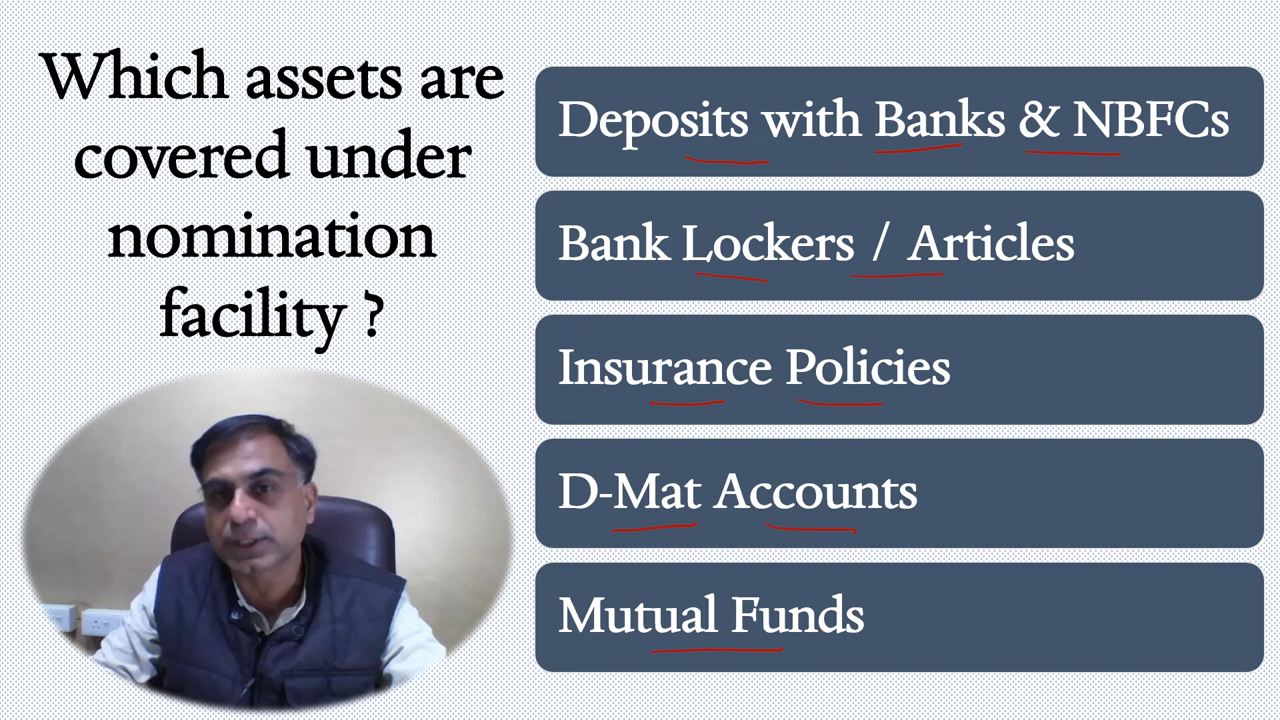 Which assets are
covered under
nomination
facility ?
Deposits with Banks & NBFCs
Bank Lockers / Articles
Insurance Policies
D-Mat Accounts
Mutual Funds